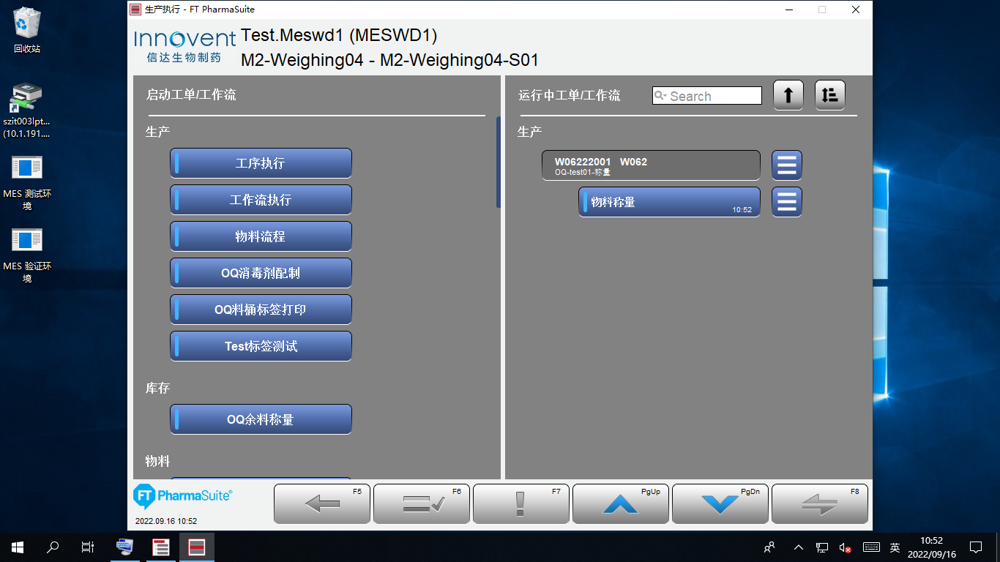 生产执行 - FT PharmaSuite
回收站
szit003lpt...
(10.1.191....
MES 测试环
境
MES 验证环
境
Innovent
信达生物制药
Test.Meswd1 (MESWD1)
M2-Weighing04 - M2-Weighing04-S01
启动工单/工作流
生产
工序执行
工作流执行
物料流程
OQ消毒剂配制
OQ料桶标签打印
Test标签测试
库存
OQ余料称量
物料
运行中工单/工作流
Search
生产
W06222001 W062
OQ-test01-称量
物料称量
10:52
FT PharmaSuite®
2022.09.16 10:52
F5
F6
F7
PgUp
PgDn
F8
英
10:52
2022/09/16